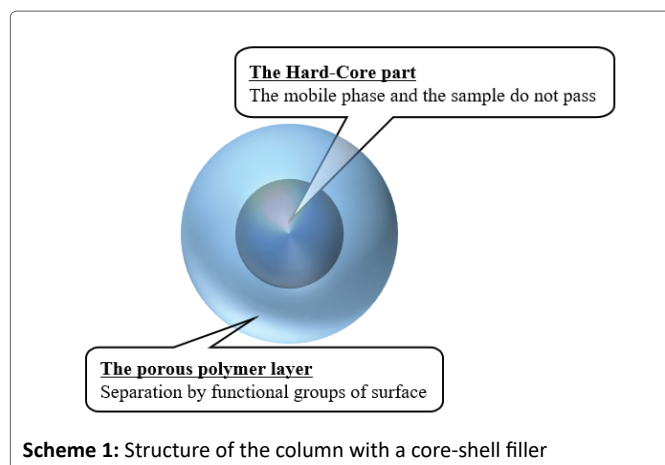 The Hard-Core part
The mobile phase and the sample do not pass
The porous polymer layer
Separation by functional groups of surface
Scheme 1: Structure of the column with a core-shell filler